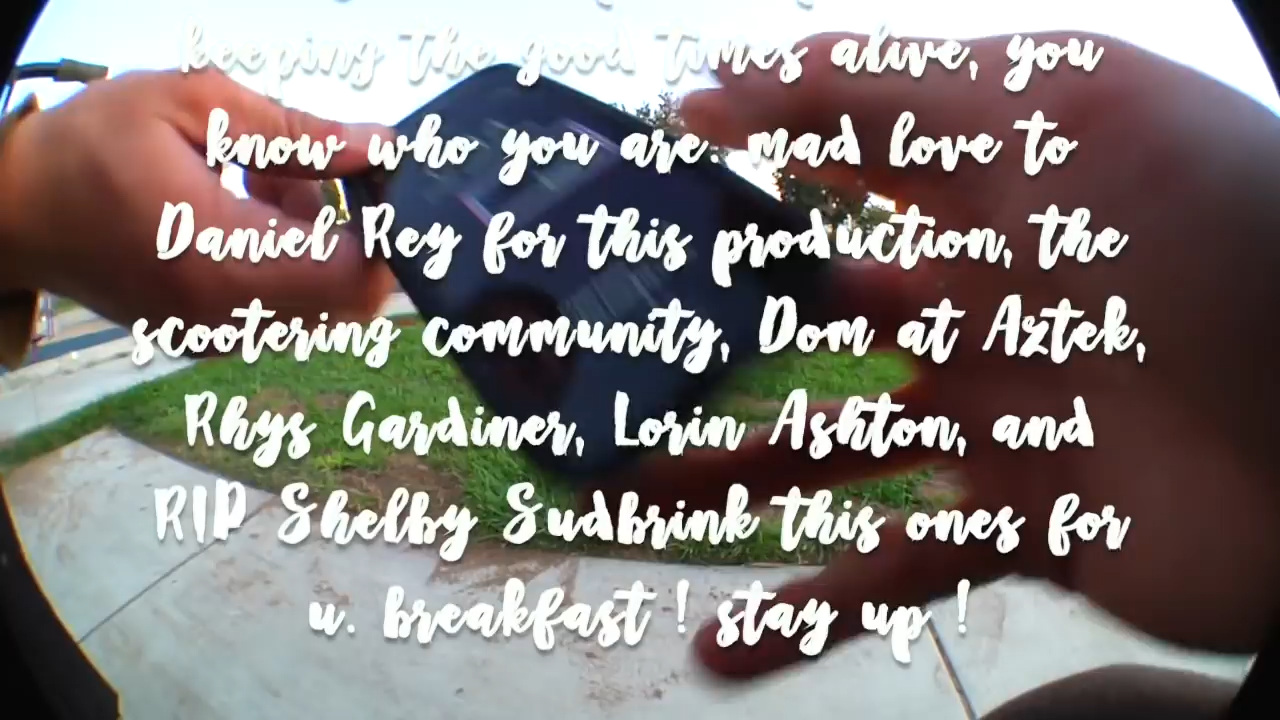 keeping the good times alive, you
know who you are. mad love to
Daniel Rey for this production, the
scootering community, Dom at Aztek,
Rhys Gardiner, Lorin Ashton, and
RIP Shelby Sudbrink this ones for
u. breakfast ! stay up !